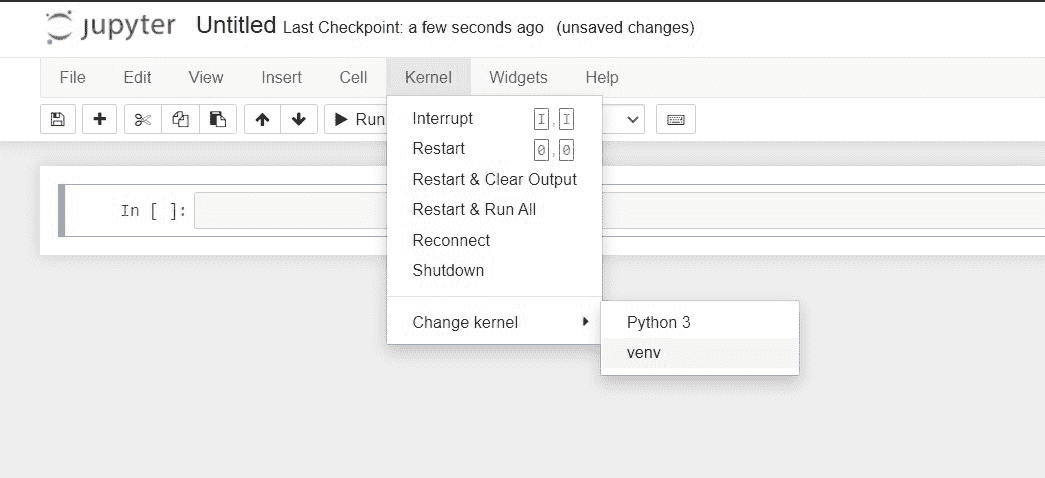 jupyter Untitled Last Checkpoint: a few seconds ago (unsaved changes)
File Edit View Insert Cell Kernel Widgets Help
Run
Interrupt I,I
Restart 0,0
Restart & Clear Output
Restart & Run All
Reconnect
Shutdown
Change kernel
Python 3
venv
In [ ]: